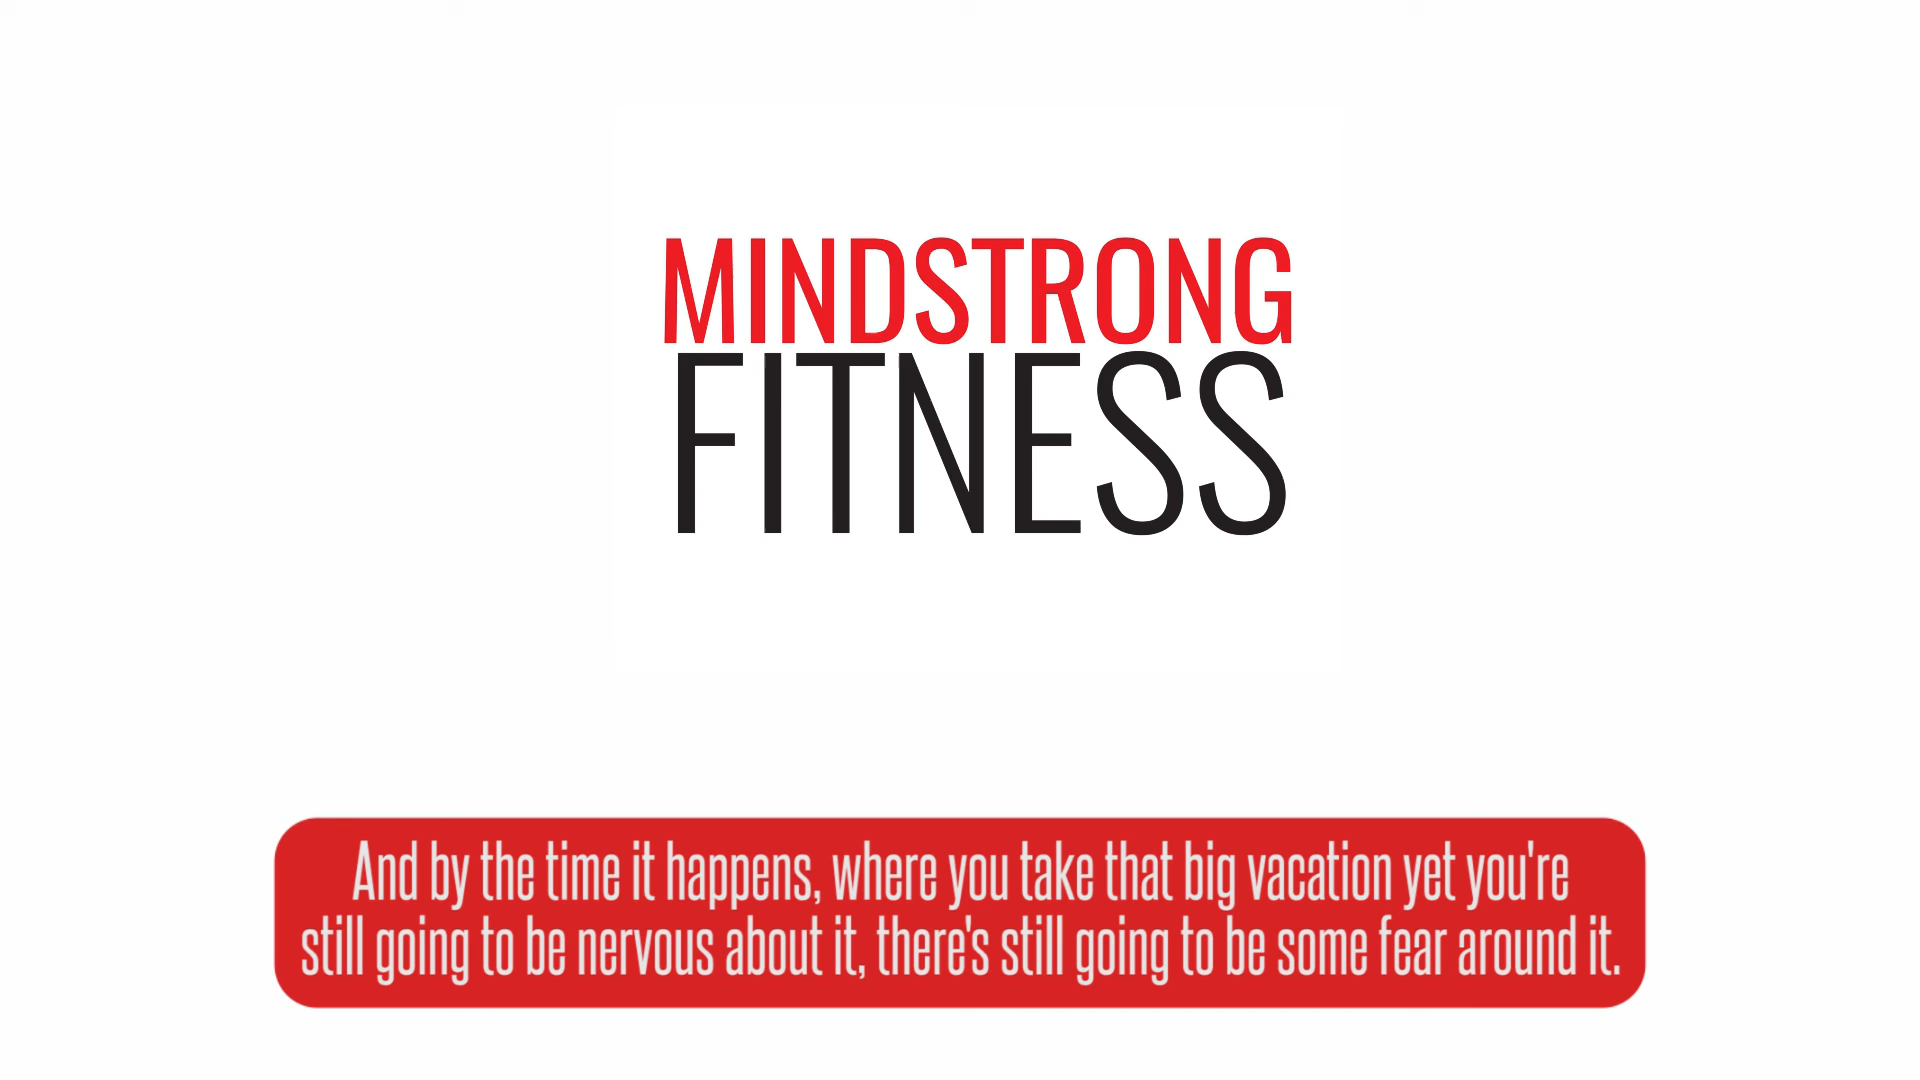 MINDSTRONG
FITNESS
And by the time it happens, where you take that big vacation yet you're
still going to be nervous about it, there's still going to be some fear around it.